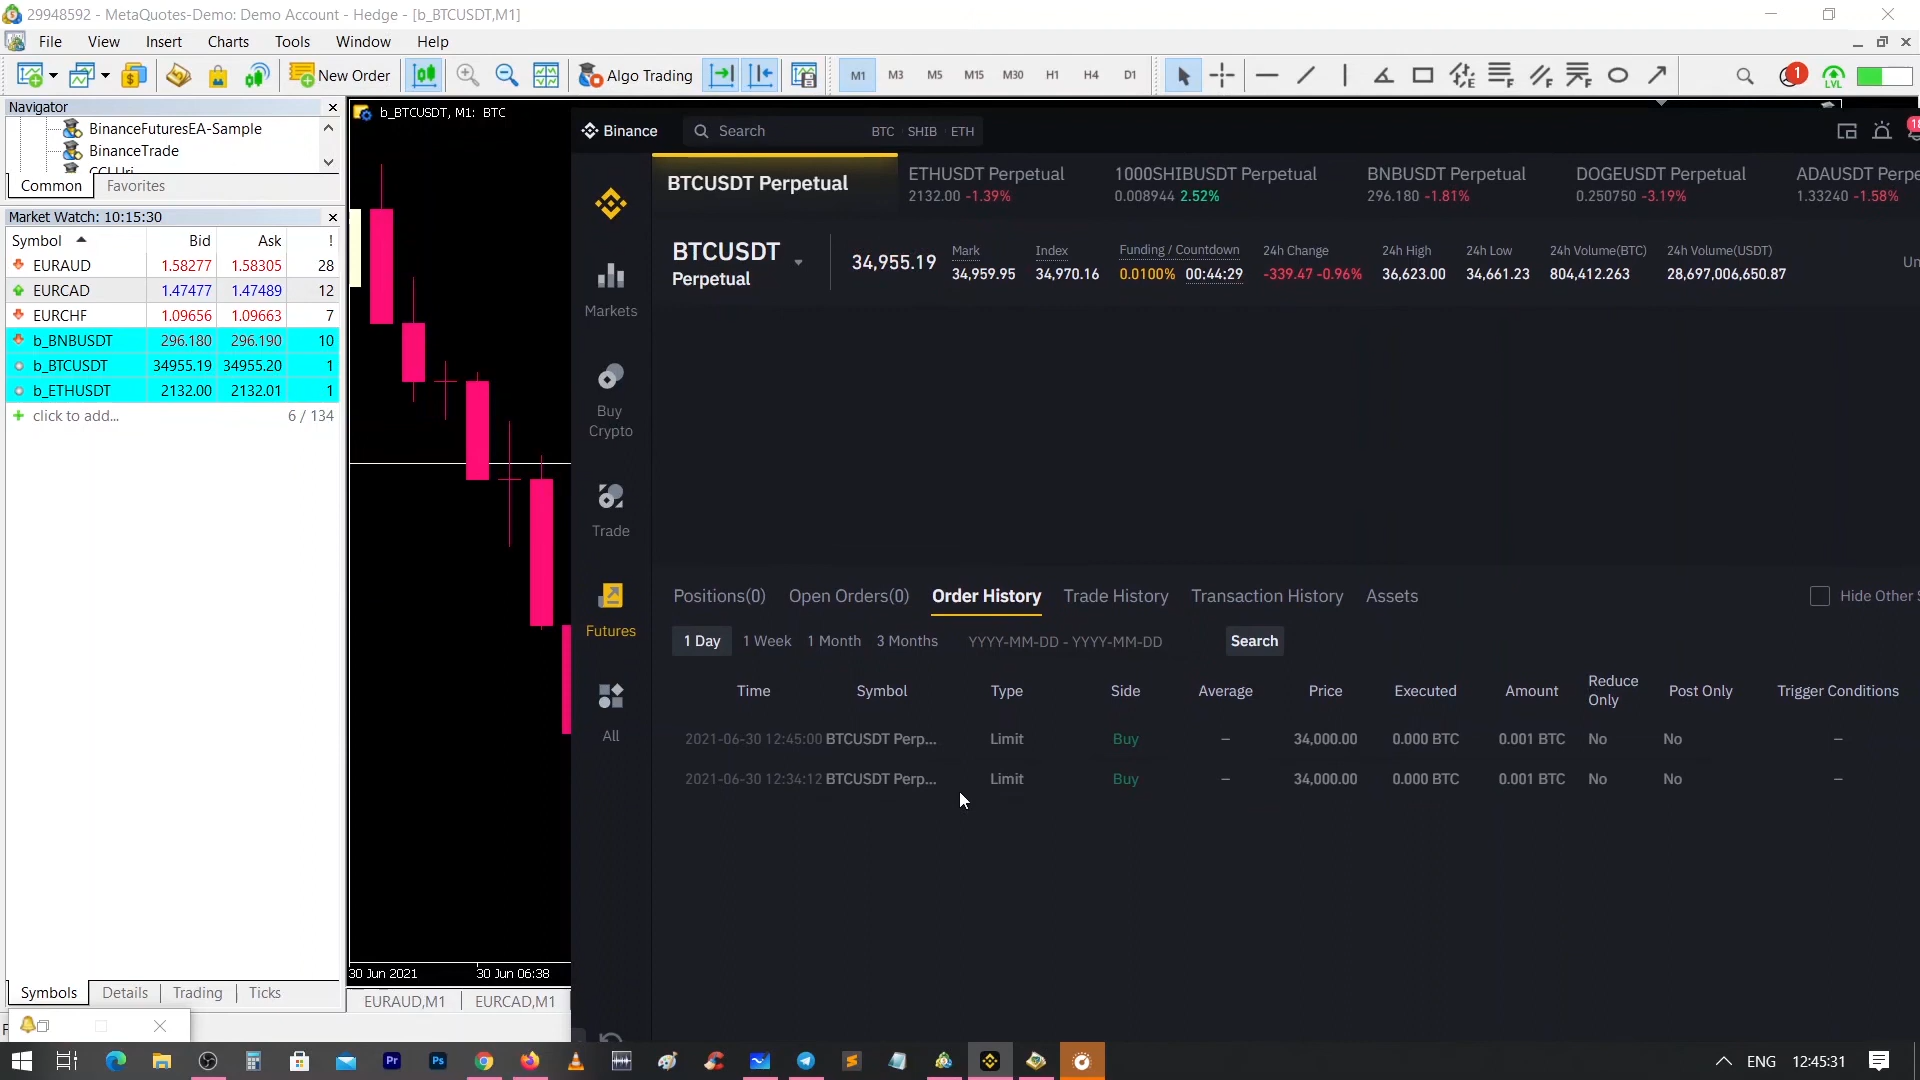 29948592 - MetaQuotes-Demo: Demo Account - Hedge - [b_BTCUSDT,M1]
File View Insert Charts Tools Window Help
New Order Algo Trading M1 M3 M5 M15 M30 H1 H4 D1 1 LVL
Navigator
BinanceFuturesEA-Sample
BinanceTrade
Common Favorites
Market Watch: 10:15:30
Symbol Bid Ask !
EURAUD 1.58277 1.58305 28
EURCAD 1.47477 1.47489 12
EURCHF 1.09656 1.09663 7
b_BNBUSDT 296.180 296.190 10
b_BTCUSDT 34955.19 34955.20 1
b_ETHUSDT 2132.00 2132.01 1
click to add... 6 / 134
Symbols Details Trading Ticks
b_BTCUSDT, M1: BTC
30 Jun 2021 30 Jun 06:38
EURAUD,M1 EURCAD,M1
Binance Search BTC SHIB ETH
BTCUSDT Perpetual
ETHUSDT Perpetual
2132.00 -1.39%
1000SHIBUSDT Perpetual
0.008944 2.52%
BNBUSDT Perpetual
296.180 -1.81%
DOGEUSDT Perpetual
0.250750 -3.19%
ADAUSDT Perpe
1.33240 -1.58%
BTCUSDT
Perpetual
34,955.19
Mark
34,959.95
Index
34,970.16
Funding / Countdown
0.0100% 00:44:29
24h Change
-339.47 -0.96%
24h High
36,623.00
24h Low
34,661.23
24h Volume(BTC)
804,412.263
24h Volume(USDT)
28,697,006,650.87
Un
Markets
Buy
Crypto
Trade
Futures
All
Positions(0) Open Orders(0) Order History Trade History Transaction History Assets Hide Other S
1 Day 1 Week 1 Month 3 Months YYYY-MM-DD - YYYY-MM-DD Search
Time Symbol Type Side Average Price Executed Amount Reduce Only Post Only Trigger Conditions
2021-06-30 12:45:00 BTCUSDT Perp... Limit Buy – 34,000.00 0.000 BTC 0.001 BTC No No –
2021-06-30 12:34:12 BTCUSDT Perp... Limit Buy – 34,000.00 0.000 BTC 0.001 BTC No No –
Pr Ps ENG 12:45:31